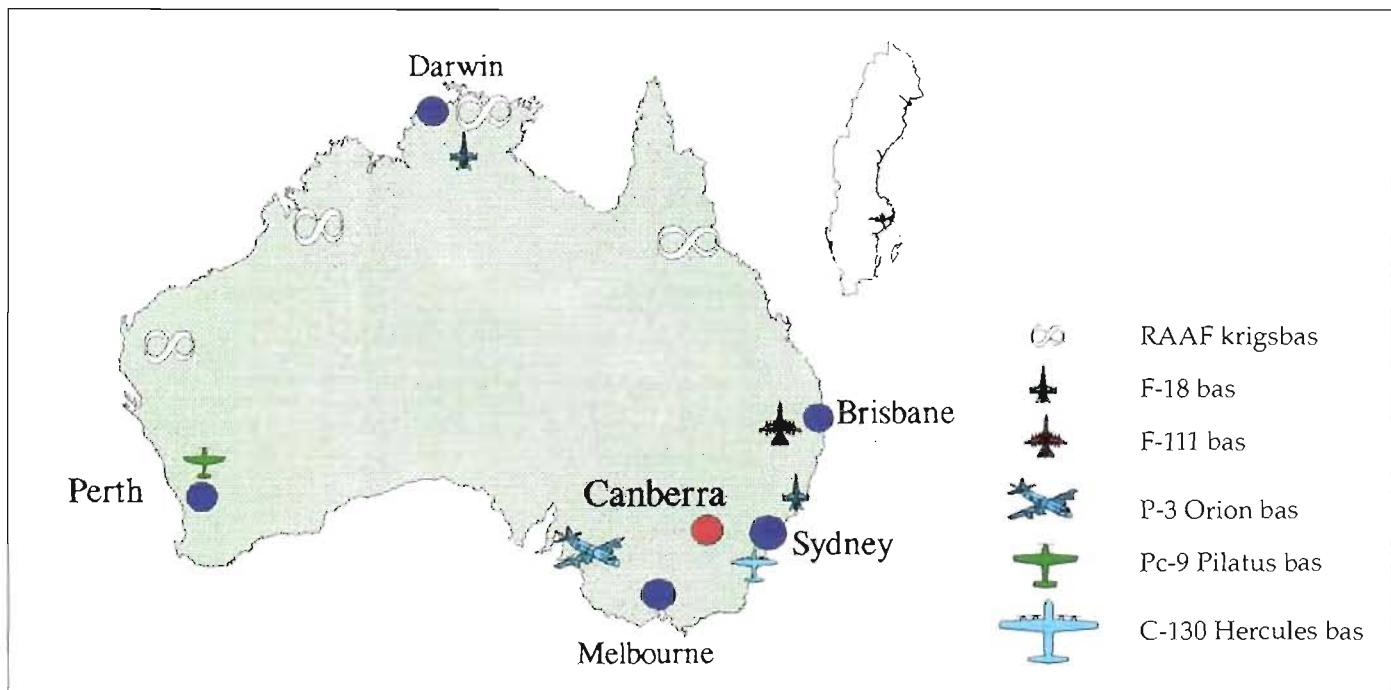 Darwin
Brisbane
Perth
Canberra
Sydney
Melbourne
RAAF krigsbas
F-18 bas
F-111 bas
P-3 Orion bas
Pc-9 Pilatus bas
C-130 Hercules bas